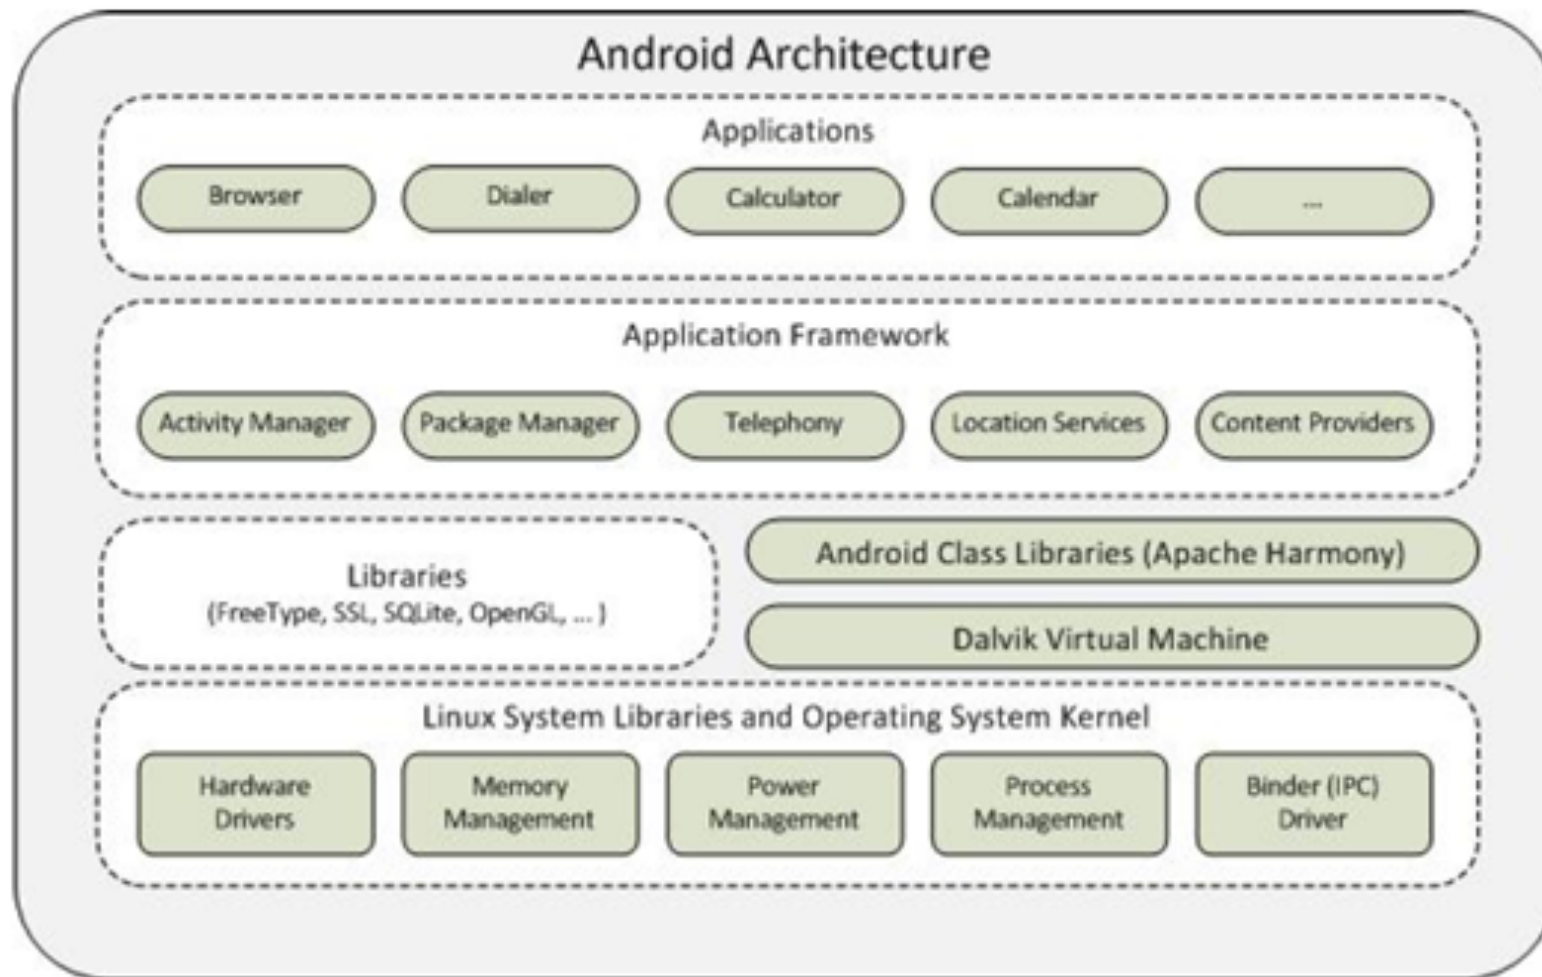 Android Architecture
Applications
Browser
Dialer
Calculator
Calendar
...
Application Framework
Activity Manager
Package Manager
Telephony
Location Services
Content Providers
Libraries
(FreeType, SSL, SQLite, OpenGL, ... )
Android Class Libraries (Apache Harmony)
Dalvik Virtual Machine
Linux System Libraries and Operating System Kernel
Hardware
Drivers
Memory
Management
Power
Management
Process
Management
Binder (IPC)
Driver